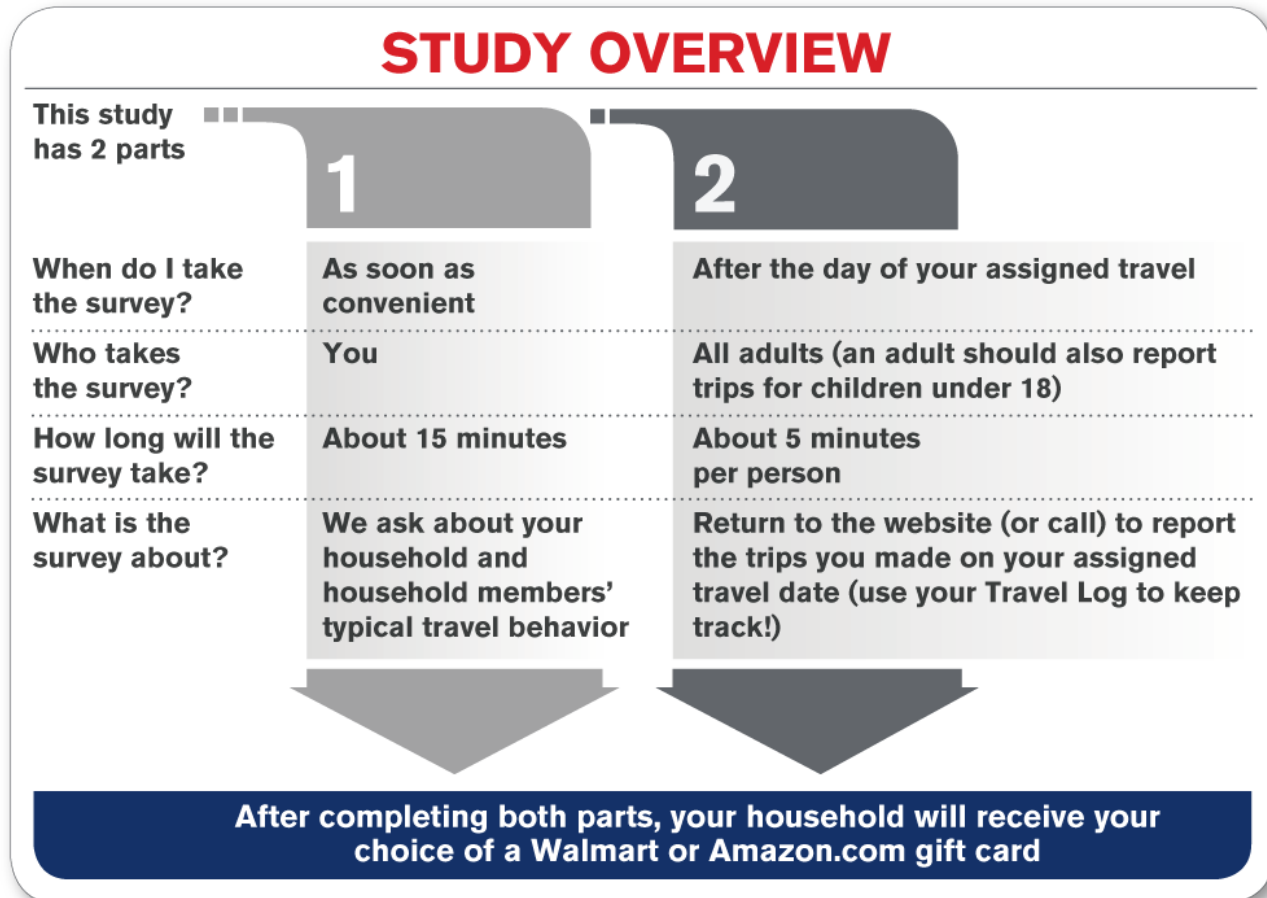 STUDY OVERVIEW
This study
has 2 parts
1
2
When do I take
the survey?
As soon as
convenient
After the day of your assigned travel
Who takes
the survey?
You
All adults (an adult should also report
trips for children under 18)
How long will the
survey take?
About 15 minutes
About 5 minutes
per person
What is the
survey about?
We ask about your
household and
household members’
typical travel behavior
Return to the website (or call) to report
the trips you made on your assigned
travel date (use your Travel Log to keep
track!)
After completing both parts, your household will receive your
choice of a Walmart or Amazon.com gift card